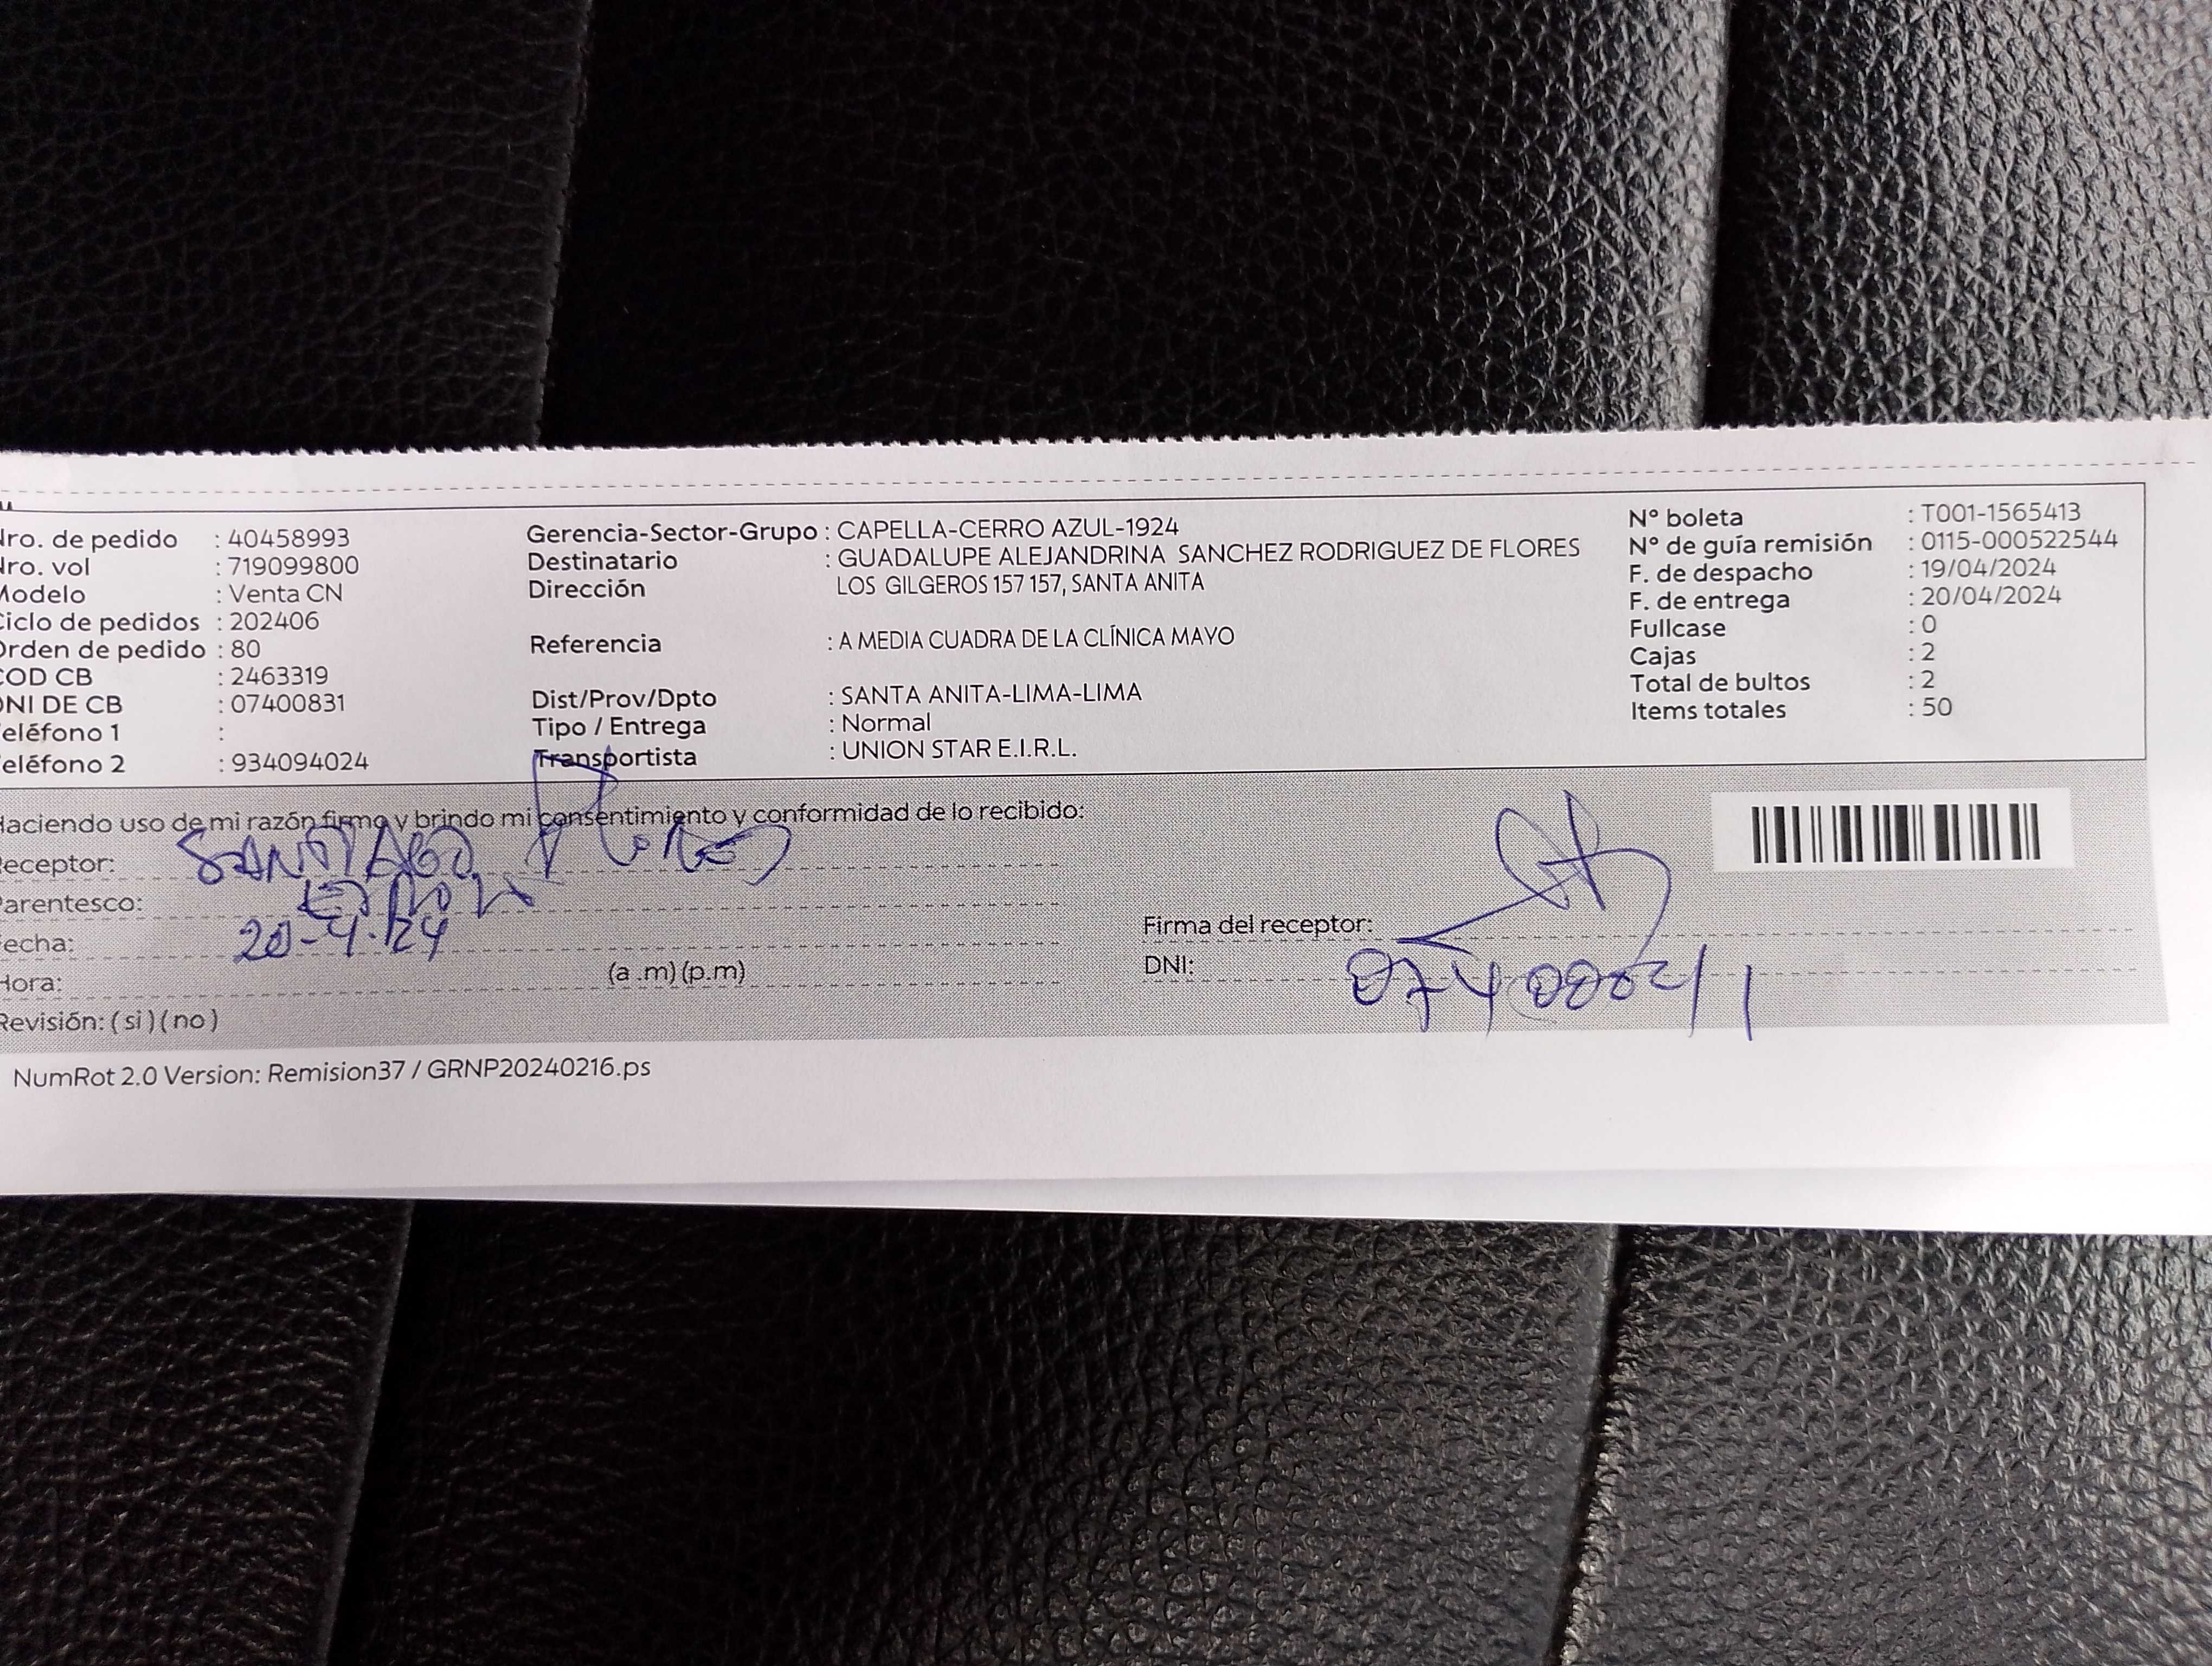 Nro. de pedido : 40458993
Nro. vol : 719099800
Modelo : Venta CN
Ciclo de pedidos : 202406
Orden de pedido : 80
COD CB : 2463319
DNI DE CB : 07400831
Teléfono 1 :
Teléfono 2 : 934094024
Gerencia-Sector-Grupo : CAPELLA-CERRO AZUL-1924
Destinatario : GUADALUPE ALEJANDRINA SANCHEZ RODRIGUEZ DE FLORES
Dirección LOS GILGEROS 157 157, SANTA ANITA
Referencia : A MEDIA CUADRA DE LA CLÍNICA MAYO
Dist/Prov/Dpto : SANTA ANITA-LIMA-LIMA
Tipo / Entrega : Normal
Transportista : UNION STAR E.I.R.L.
N° boleta : T001-1565413
N° de guía remisión : 0115-000522544
F. de despacho : 19/04/2024
F. de entrega : 20/04/2024
Fullcase : 0
Cajas : 2
Total de bultos : 2
Items totales : 50
Haciendo uso de mi razón firmo y brindo mi consentimiento y conformidad de lo recibido:
Receptor: SANTIAGO Flores
Parentesco:
Fecha: 20-4-24
Hora: (a .m) (p.m)
Revisión: ( si ) ( no )
Firma del receptor:
DNI:
NumRot 2.0 Version: Remision37 / GRNP20240216.ps